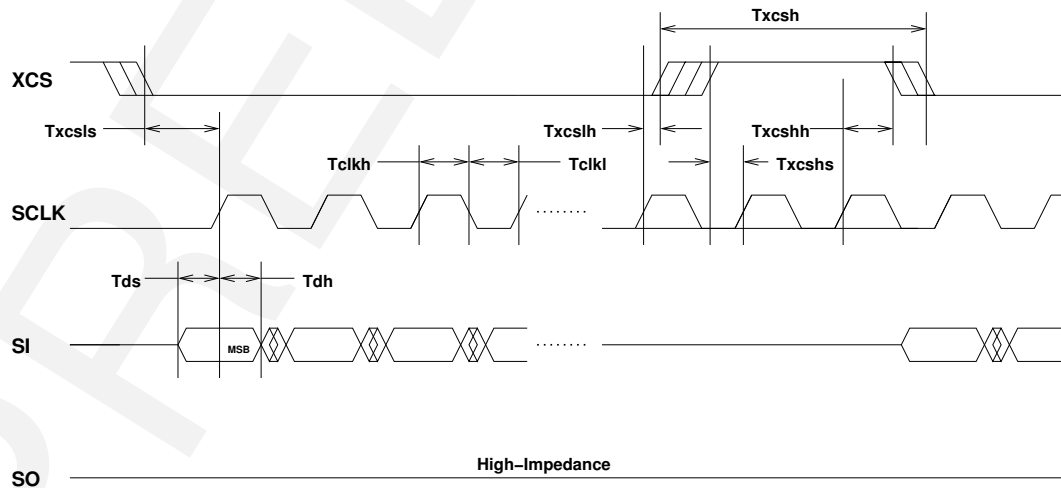 Txcsh
XCS
Txcsls
Txcslh
Txcshh
Tclkh
Tclkl
Txcshs
SCLK
Tds
Tdh
SI
MSB
High-Impedance
SO